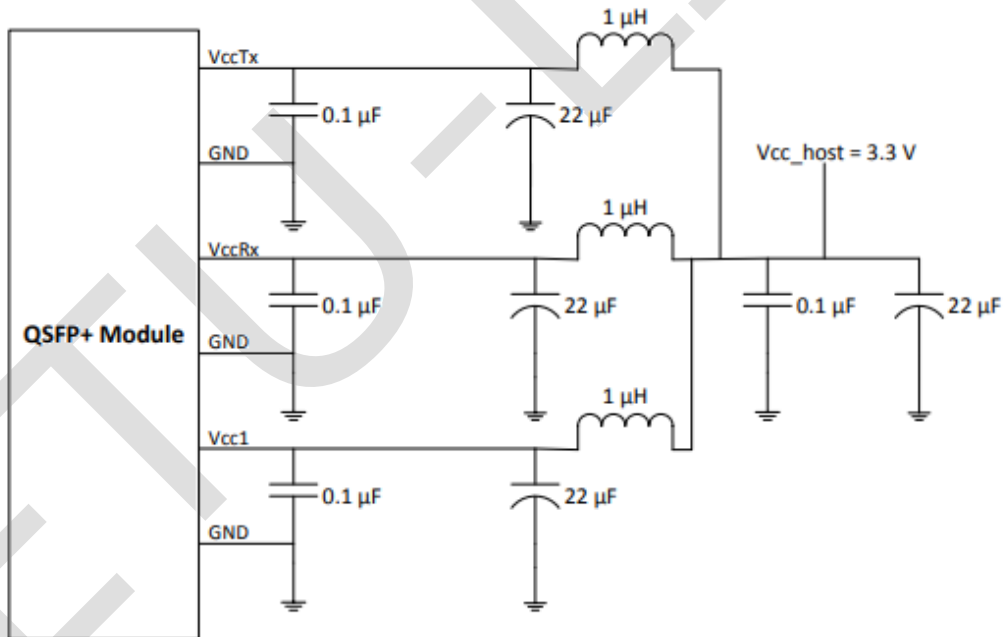 1 µH
VccTx
0.1 µF
22 µF
GND
Vcc_host = 3.3 V
1 µH
VccRx
0.1 µF
22 µF
0.1 µF
22 µF
QSFP+ Module
GND
1 µH
Vcc1
0.1 µF
22 µF
GND